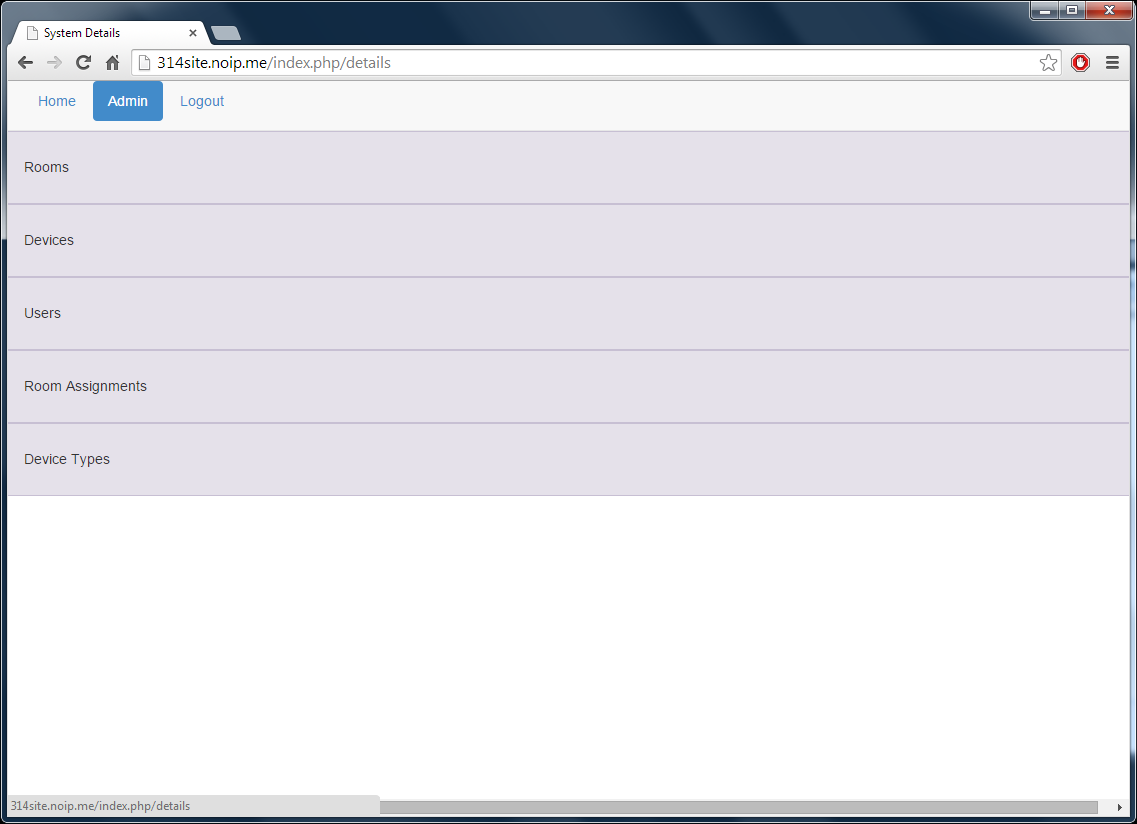 System Details
314site.noip.me/index.php/details
Home Admin Logout
Rooms
Devices
Users
Room Assignments
Device Types
314site.noip.me/index.php/details